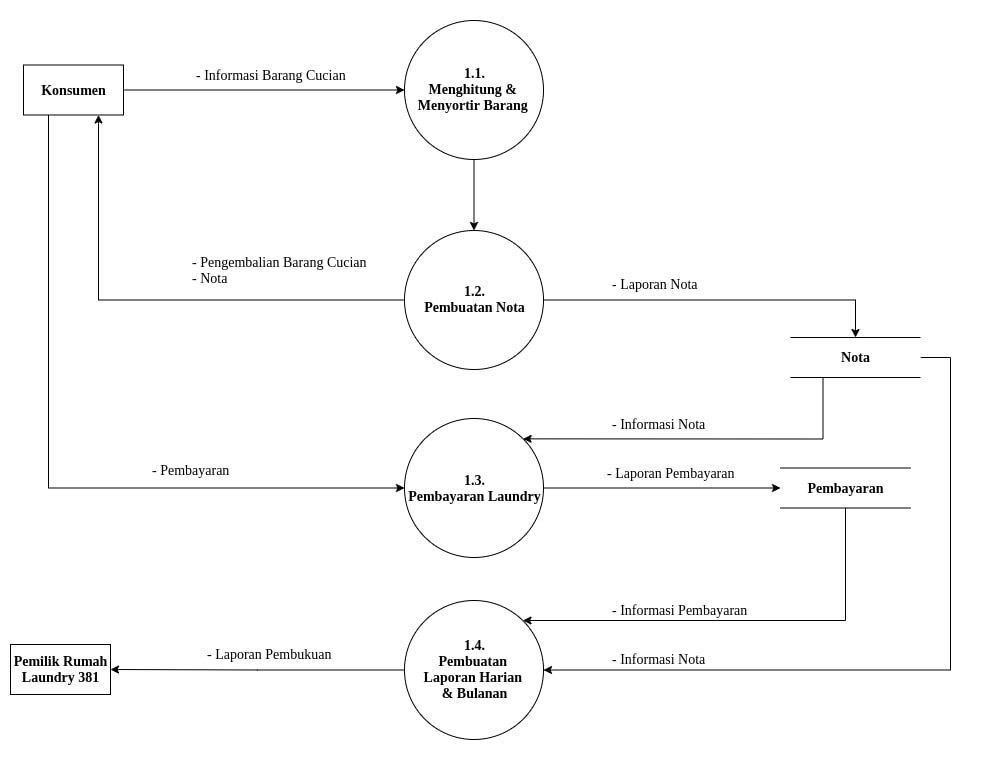 - Informasi Barang Cucian
Konsumen
1.1.
Menghitung &
Menyortir Barang
- Pengembalian Barang Cucian
- Nota
1.2.
Pembuatan Nota
- Laporan Nota
Nota
- Informasi Nota
- Pembayaran
1.3.
Pembayaran Laundry
- Laporan Pembayaran
Pembayaran
- Informasi Pembayaran
1.4.
Pembuatan
Laporan Harian
& Bulanan
- Informasi Nota
- Laporan Pembukuan
Pemilik Rumah
Laundry 381